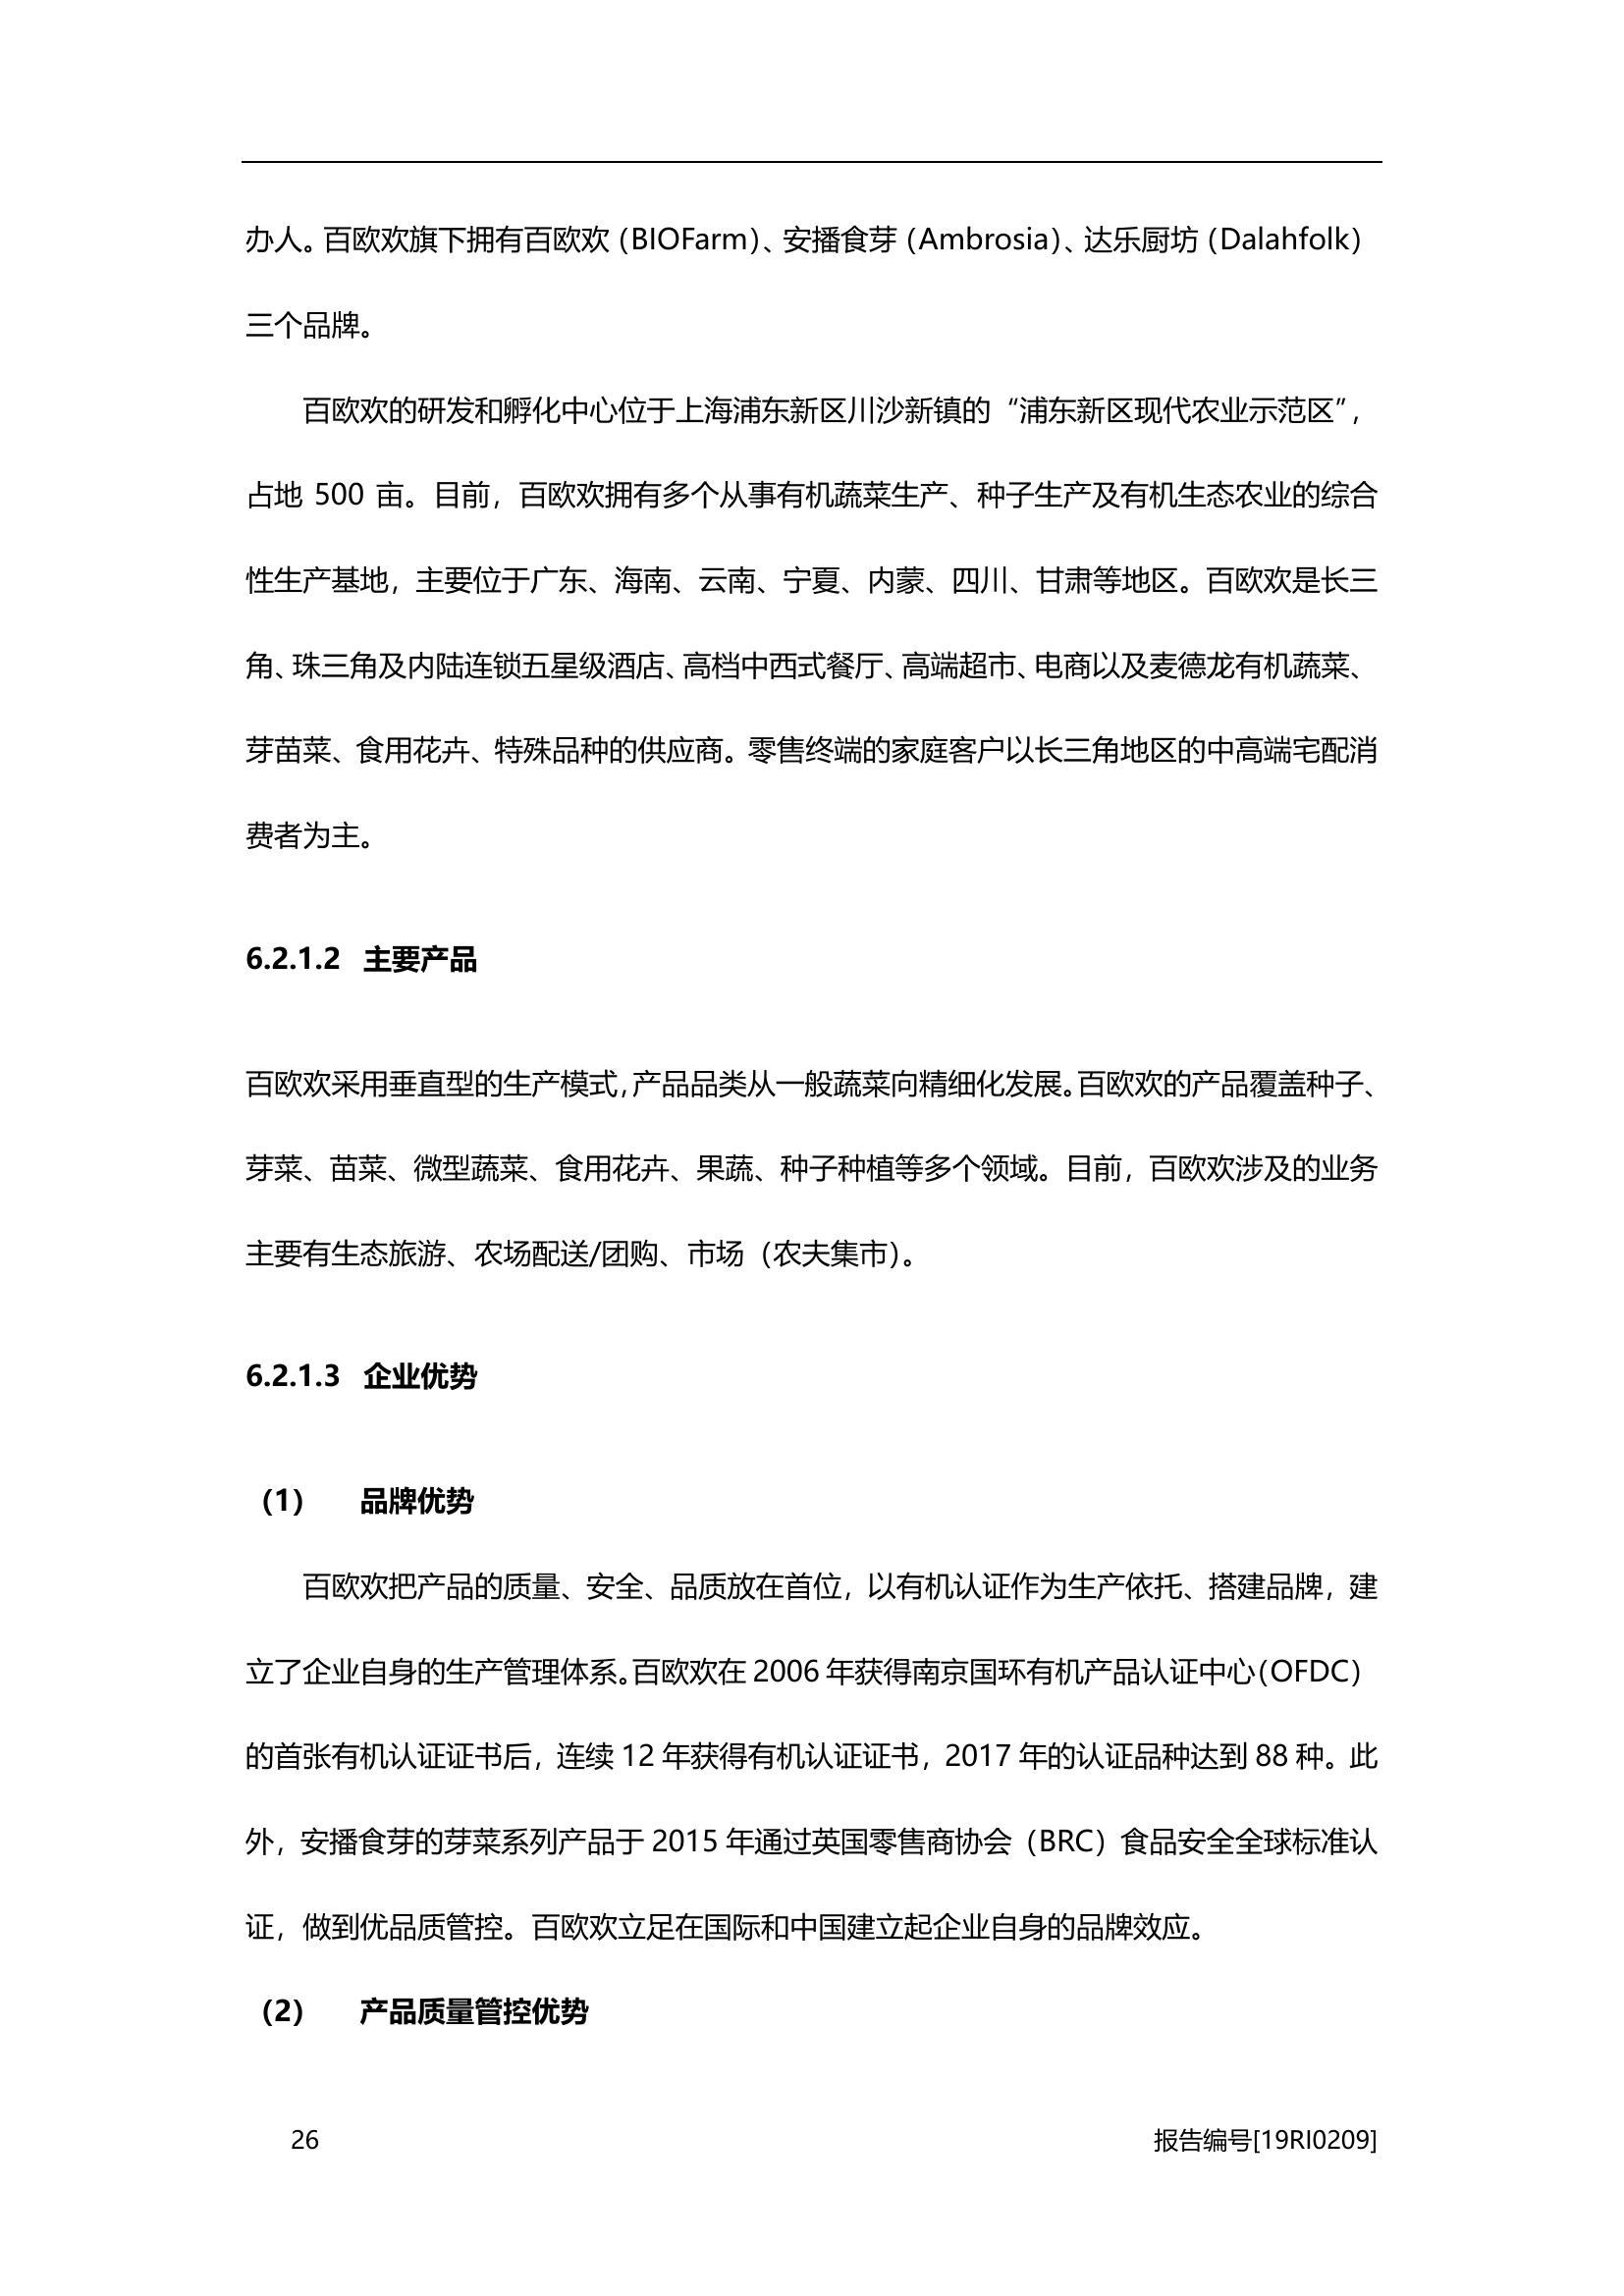 办人。百欧欢旗下拥有百欧欢（BIOFarm）、安播食芽（Ambrosia）、达乐厨坊（Dalahfolk）
三个品牌。
百欧欢的研发和孵化中心位于上海浦东新区川沙新镇的“浦东新区现代农业示范区”，
占地 500 亩。目前，百欧欢拥有多个从事有机蔬菜生产、种子生产及有机生态农业的综合
性生产基地，主要位于广东、海南、云南、宁夏、内蒙、四川、甘肃等地区。百欧欢是长三
角、珠三角及内陆连锁五星级酒店、高档中西式餐厅、高端超市、电商以及麦德龙有机蔬菜、
芽苗菜、食用花卉、特殊品种的供应商。零售终端的家庭客户以长三角地区的中高端宅配消
费者为主。
6.2.1.2 主要产品
百欧欢采用垂直型的生产模式，产品品类从一般蔬菜向精细化发展。百欧欢的产品覆盖种子、
芽菜、苗菜、微型蔬菜、食用花卉、果蔬、种子种植等多个领域。目前，百欧欢涉及的业务
主要有生态旅游、农场配送/团购、市场（农夫集市）。
6.2.1.3 企业优势
（1） 品牌优势
百欧欢把产品的质量、安全、品质放在首位，以有机认证作为生产依托、搭建品牌，建
立了企业自身的生产管理体系。百欧欢在 2006 年获得南京国环有机产品认证中心（OFDC）
的首张有机认证证书后，连续 12 年获得有机认证证书，2017 年的认证品种达到 88 种。此
外，安播食芽的芽菜系列产品于 2015 年通过英国零售商协会（BRC）食品安全全球标准认
证，做到优品质管控。百欧欢立足在国际和中国建立起企业自身的品牌效应。
（2） 产品质量管控优势
26 报告编号[19RI0209]